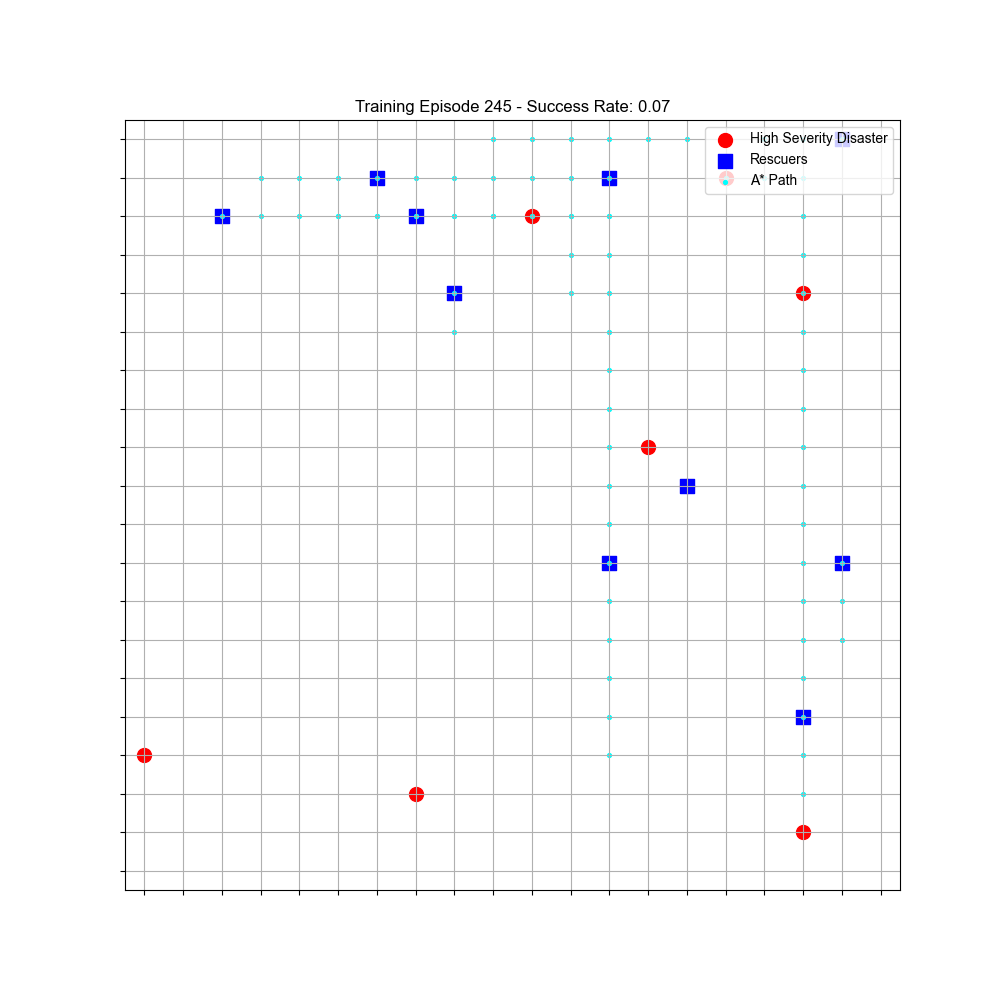 Training Episode 245 - Success Rate: 0.07
High Severity Disaster
Rescuers
A* Path